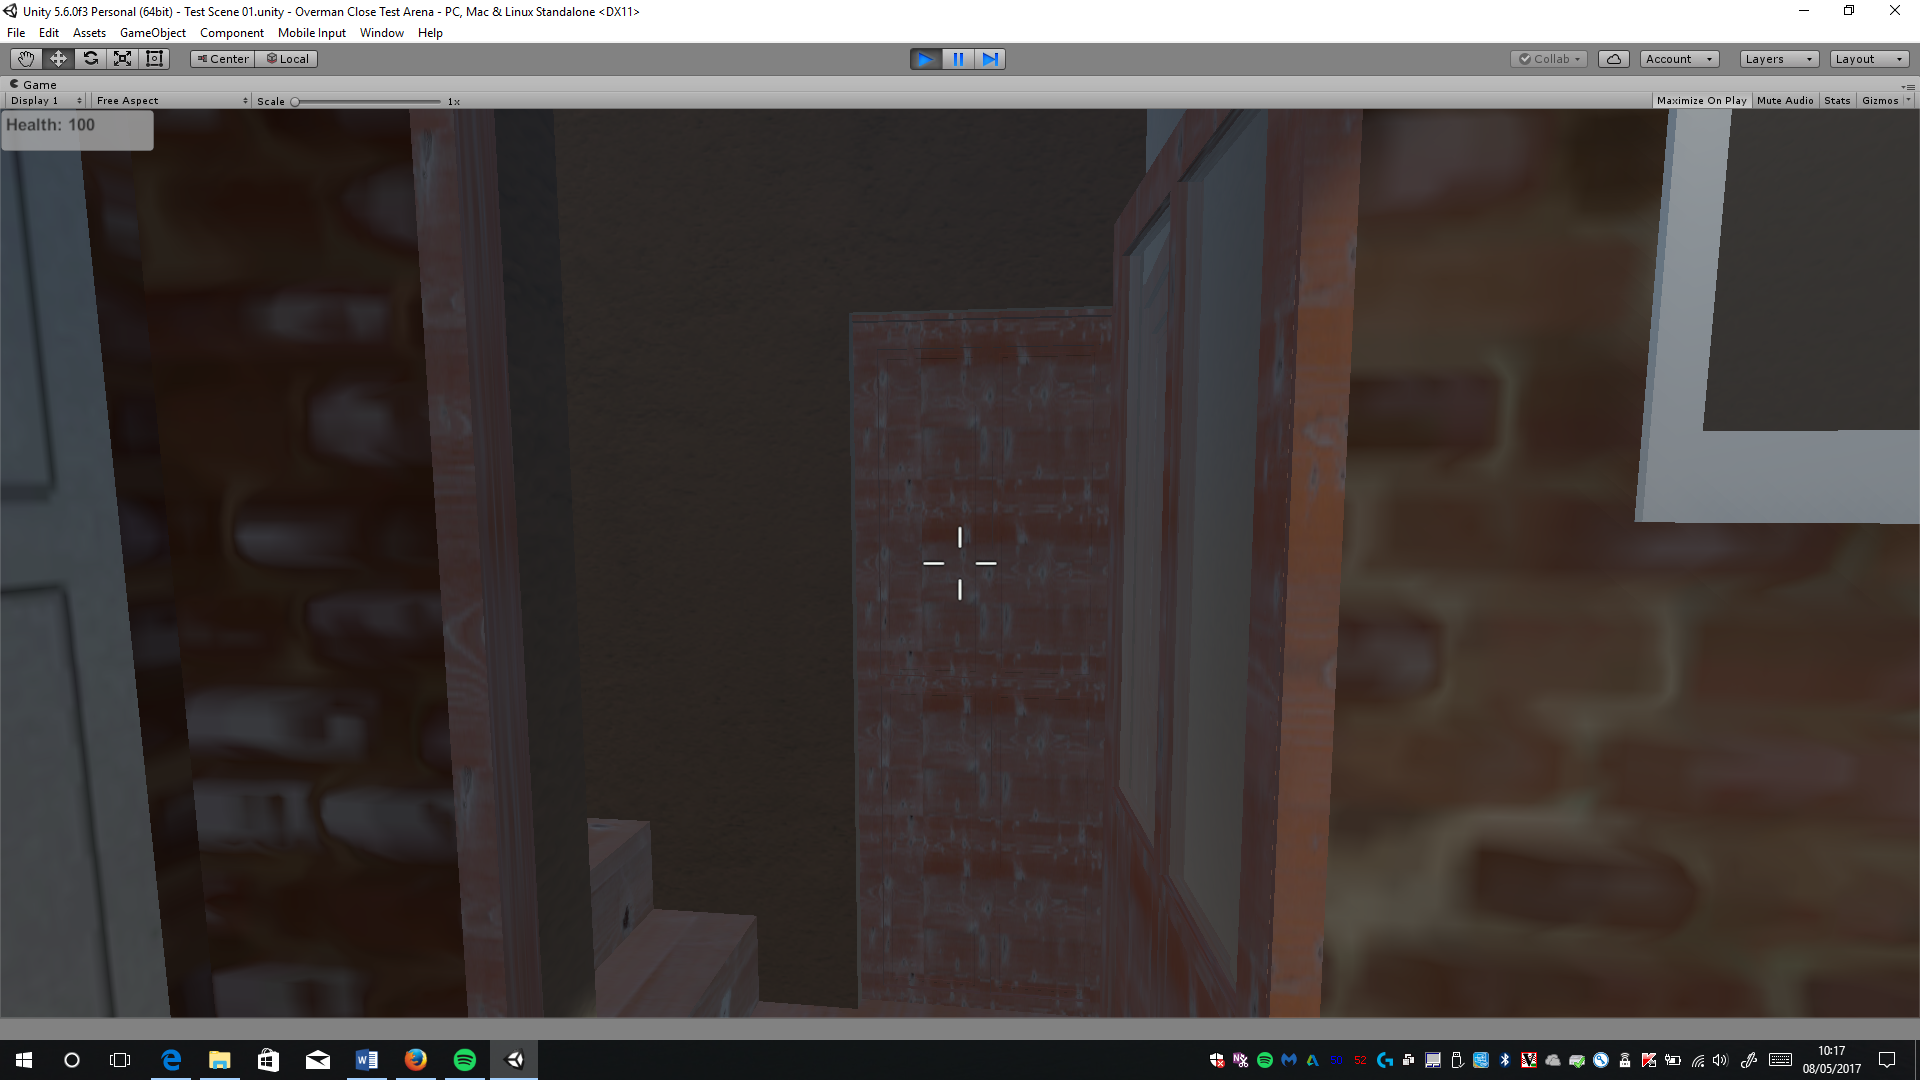 Unity 5.6.0f3 Personal (64bit) - Test Scene 01.unity - Overman Close Test Arena - PC, Mac & Linux Standalone <DX11>
File Edit Assets GameObject Component Mobile Input Window Help
Center Local Collab Account Layers Layout
Game
Display 1 Free Aspect Scale 1x Maximize On Play Mute Audio Stats Gizmos
Health: 100
52 10:17
08/05/2017